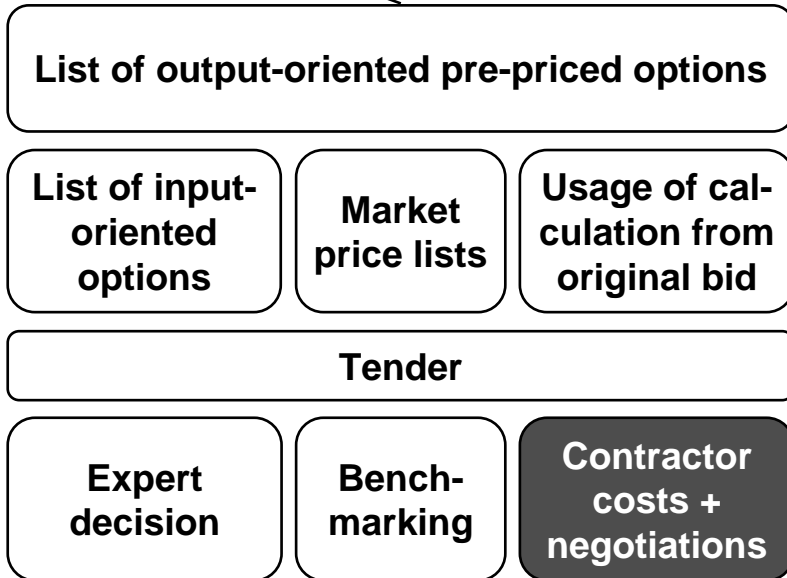 List of output-oriented pre-priced options
List of input-
oriented
options
Market
price lists
Usage of cal-
culation from
original bid
Tender
Expert
decision
Bench-
marking
Contractor
costs +
negotiations